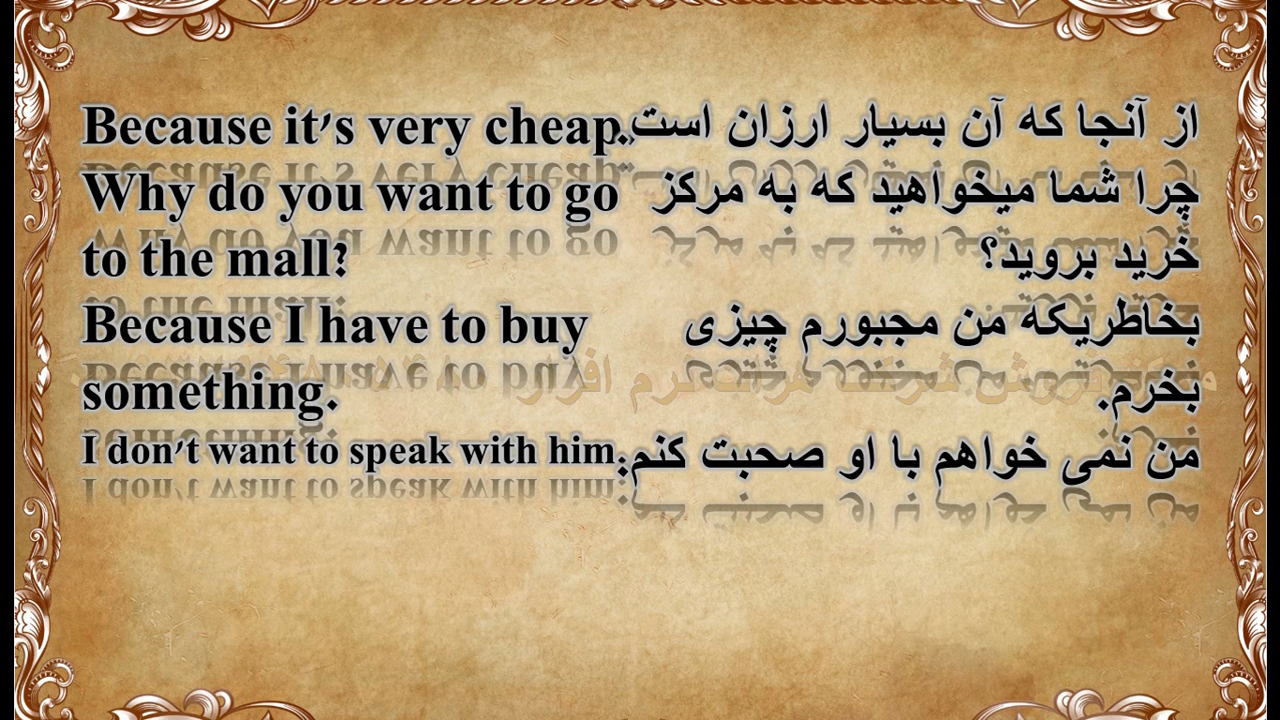 Because it's very cheap.
از آنجا که آن بسیار ارزان است.
Why do you want to go
چرا شما میخواهید که به مرکز
to the mall?
خرید بروید؟
Because I have to buy
بخاطریکه من مجبورم چیزی
something.
بخرم.
I don't want to speak with him.
من نمی خواهم با او صحبت کنم.